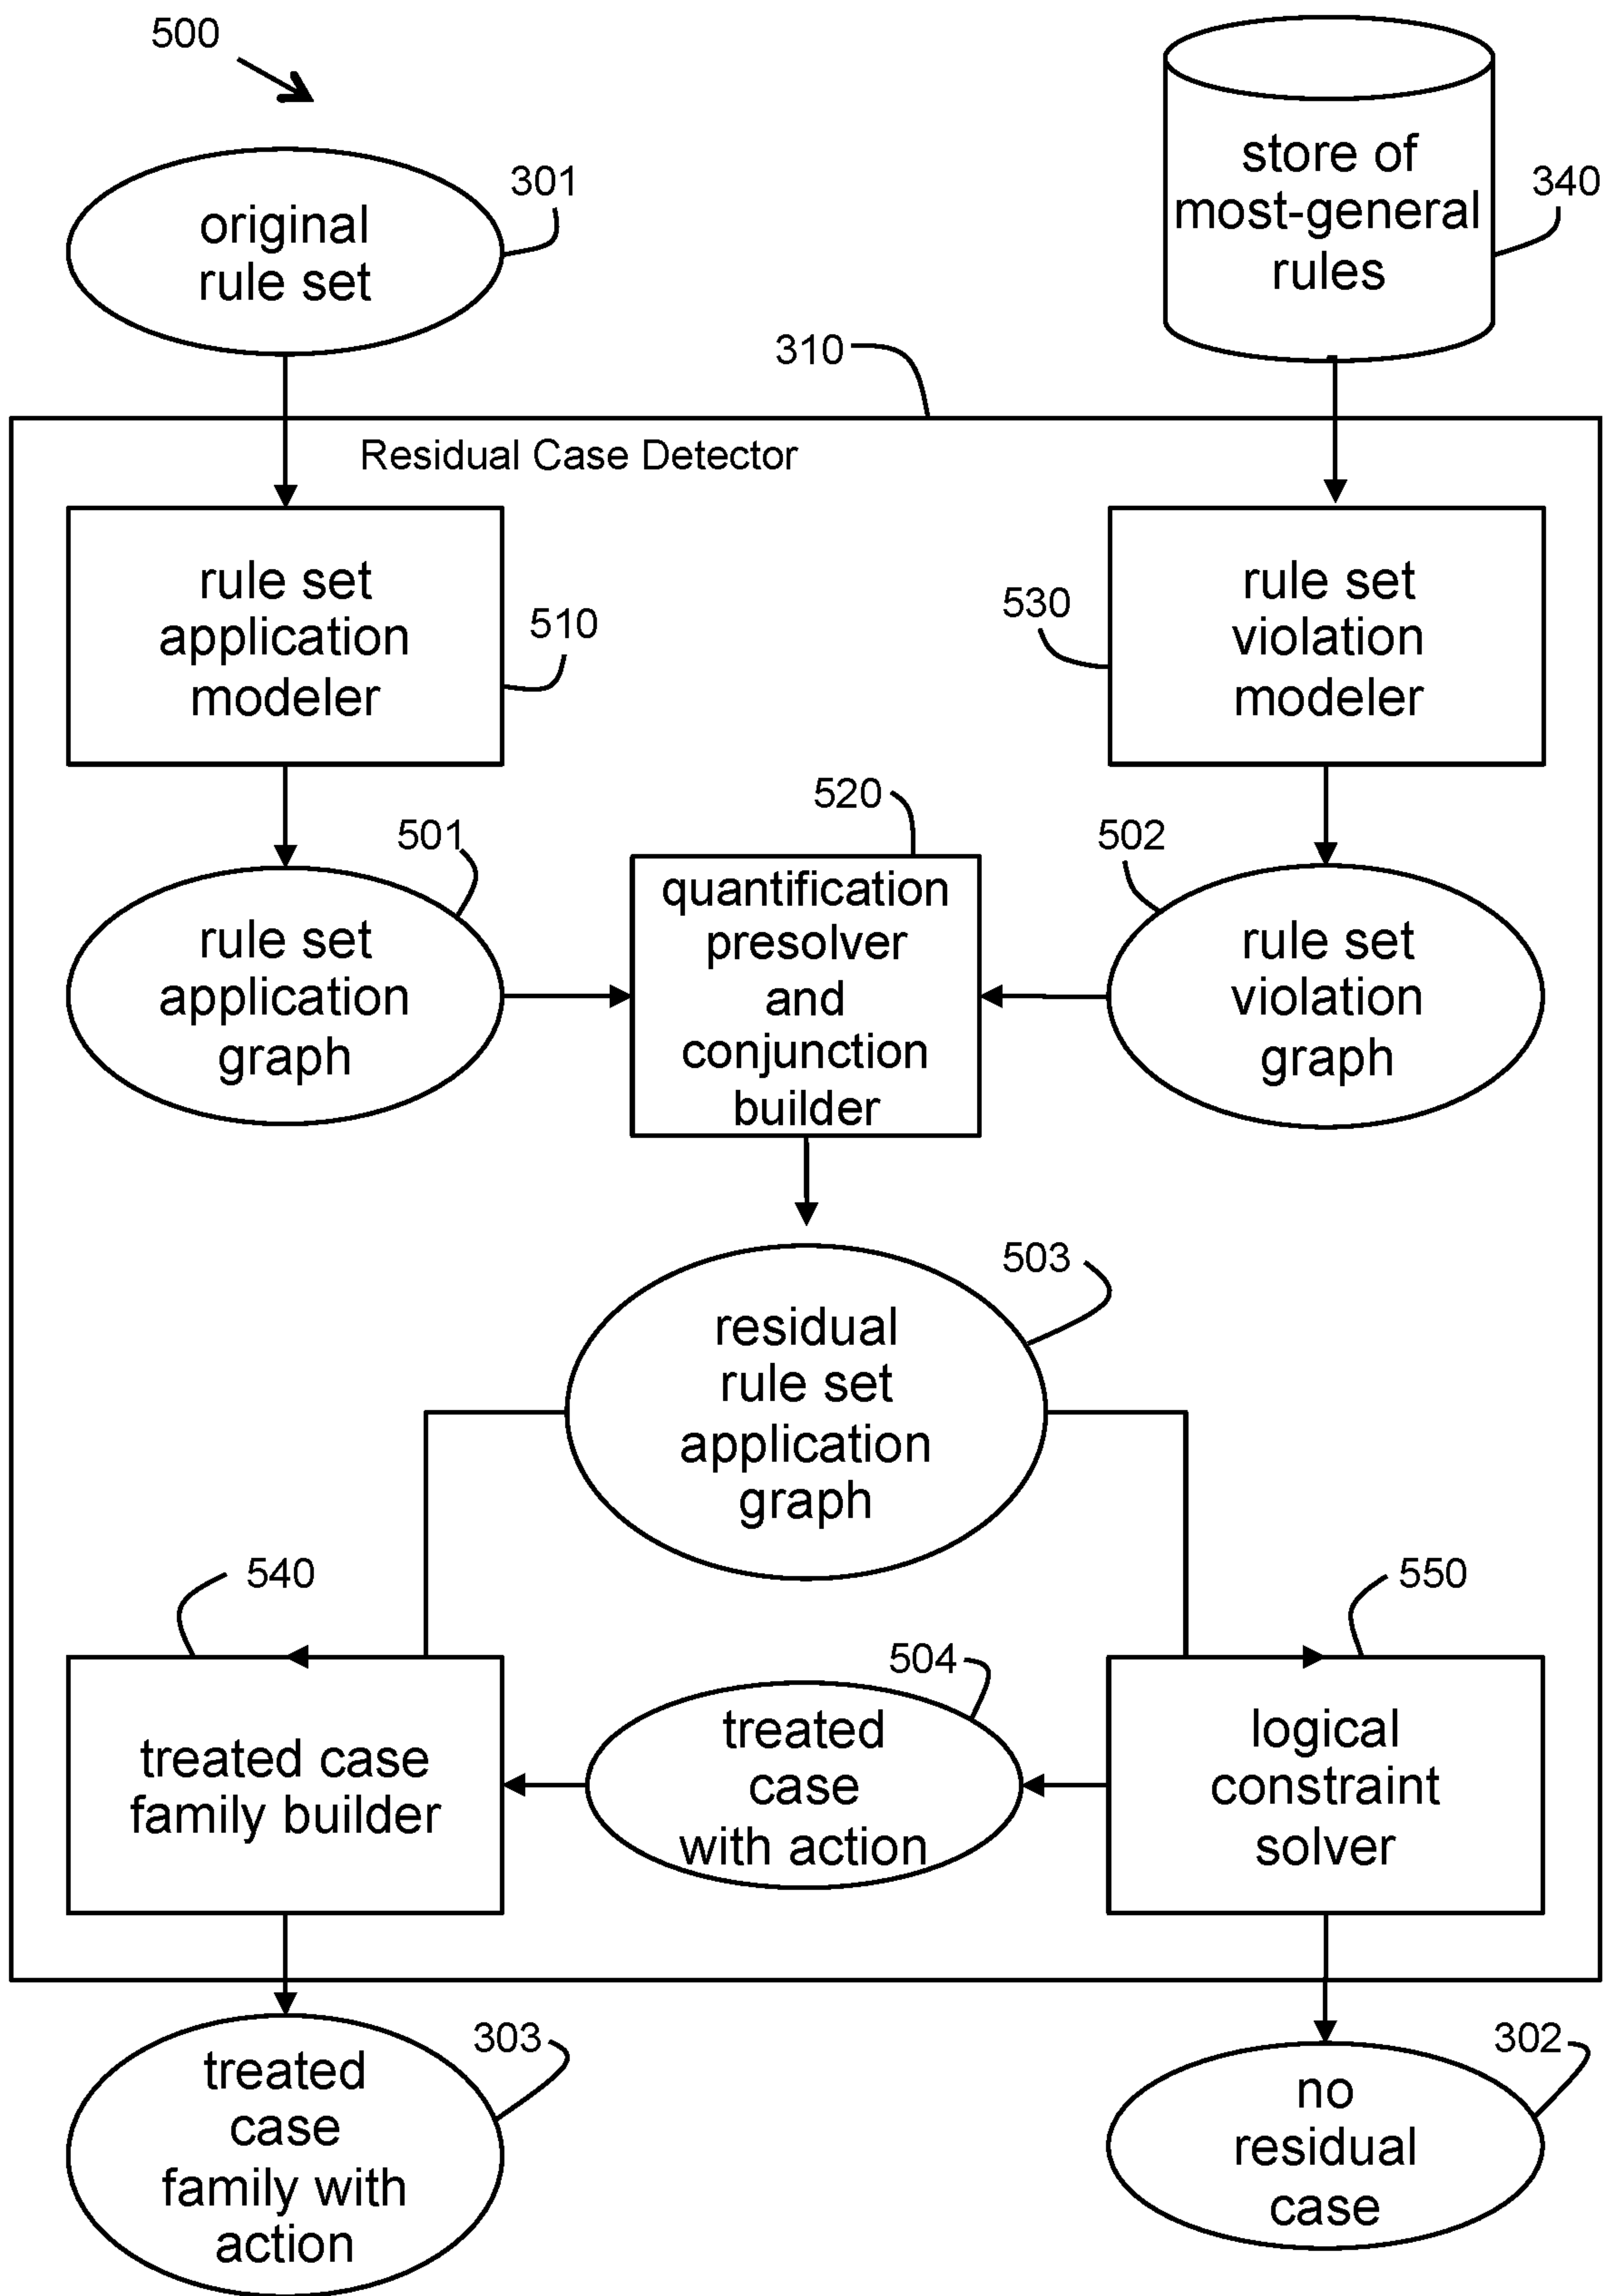 500
original
rule set
301
store of
most-general
rules
340
310
Residual Case Detector
rule set
application
modeler
510
530
rule set
violation
modeler
501
rule set
application
graph
520
quantification
presolver
and
conjunction
builder
502
rule set
violation
graph
503
residual
rule set
application
graph
540
treated case
family builder
504
treated
case
with action
550
logical
constraint
solver
303
treated
case
family with
action
302
no
residual
case